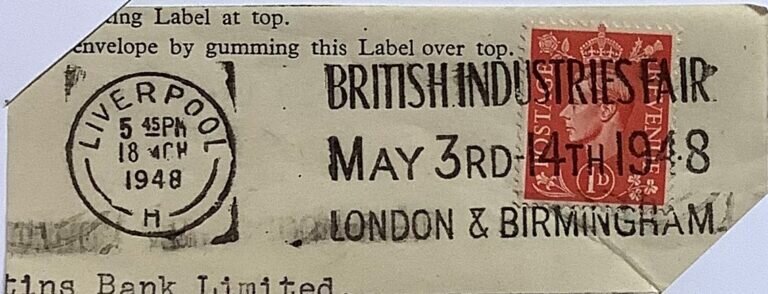 ing Label at top.
envelope by gumming this Label over top.
LIVERPOOL
5 45PM
18 MCH
1948
H
BRITISH INDUSTRIES FAIR
MAY 3RD-14TH 1948
LONDON & BIRMINGHAM
POSTAGE REVENUE
1D
tins Bank Limited